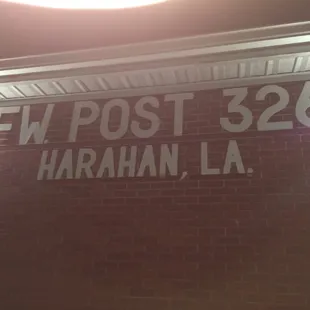 FW. POST 326
HARAHAN, LA.